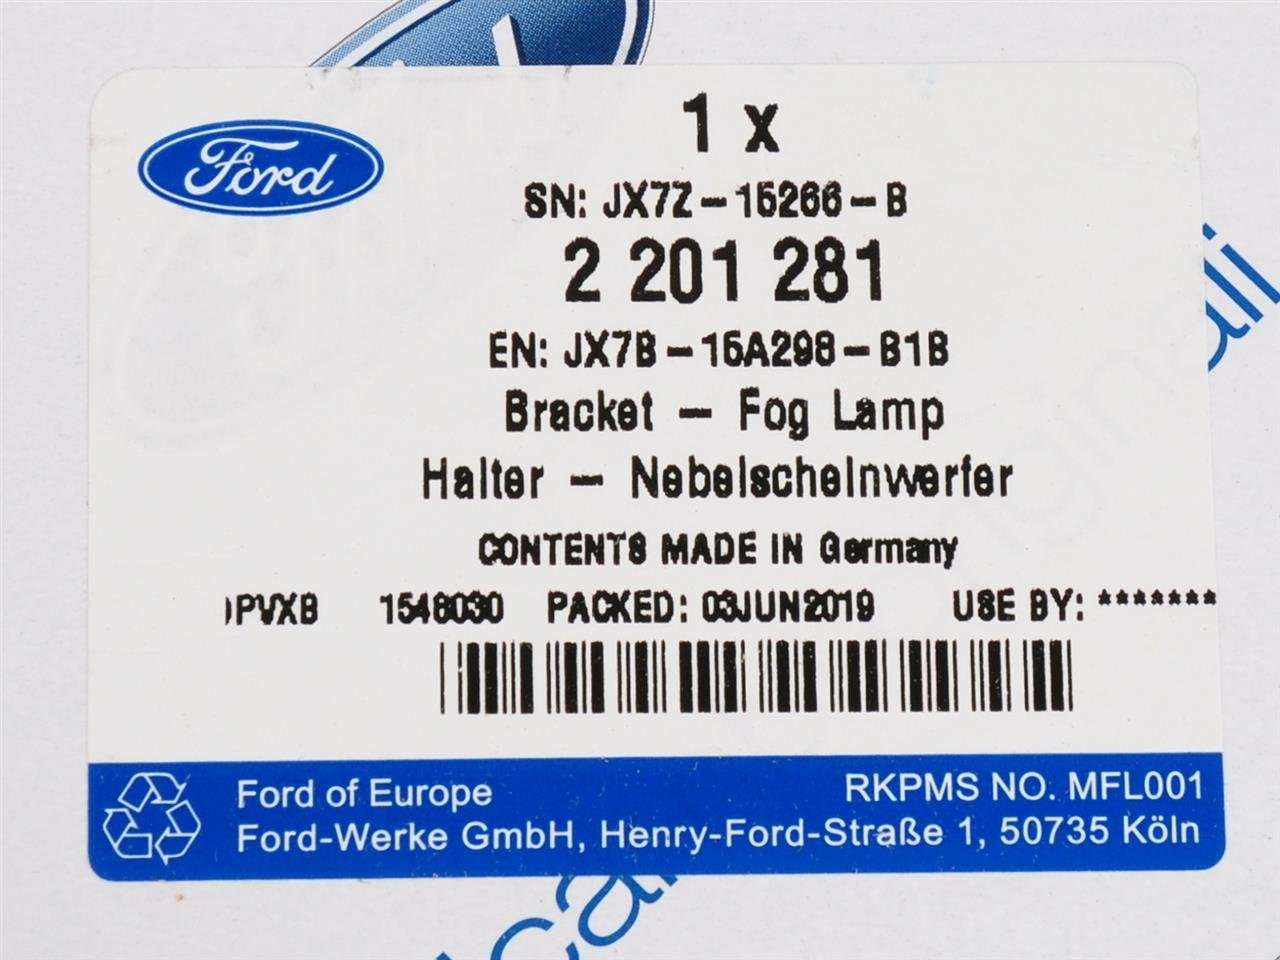 Ford
1 x
SN: JX7Z-15266-B
2 201 281
EN: JX7B-15A298-B1B
Bracket - Fog Lamp
Halter - Nebelscheinwerfer
CONTENTS MADE IN Germany
PVXB 1548030 PACKED: 03JUN2019 USE BY: *******
Ford of Europe RKPMS NO. MFL001
Ford-Werke GmbH, Henry-Ford-Straße 1, 50735 Köln